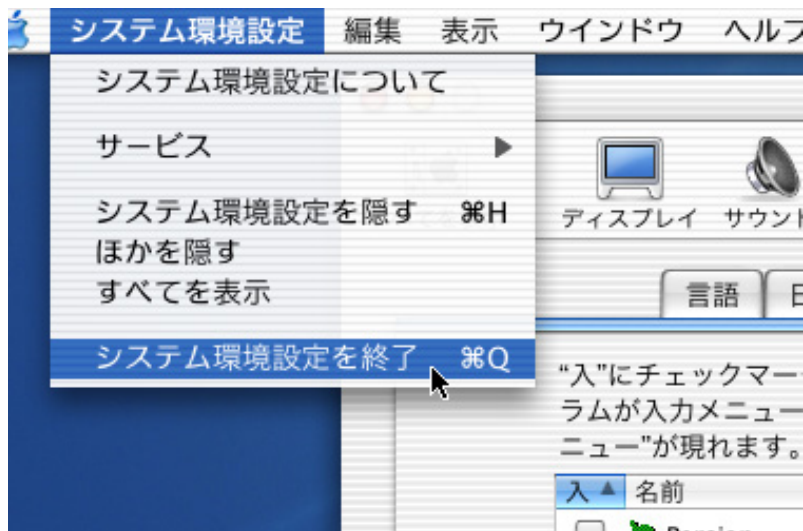 システム環境設定 編集 表示 ウインドウ ヘルプ
システム環境設定について
サービス
システム環境設定を隠す ⌘H
ほかを隠す
すべてを表示
システム環境設定を終了 ⌘Q
ディスプレイ サウンド
言語
“入”にチェックマー
ラムが入力メニュー
ニュー”が現れます。
入 名前